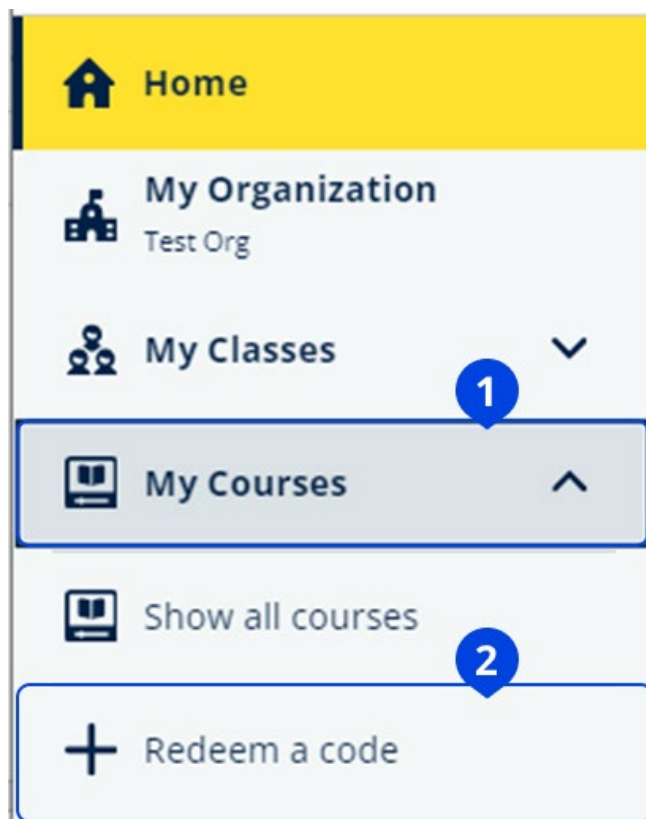 Home
My Organization
Test Org
My Classes
1
My Courses
Show all courses
2
Redeem a code